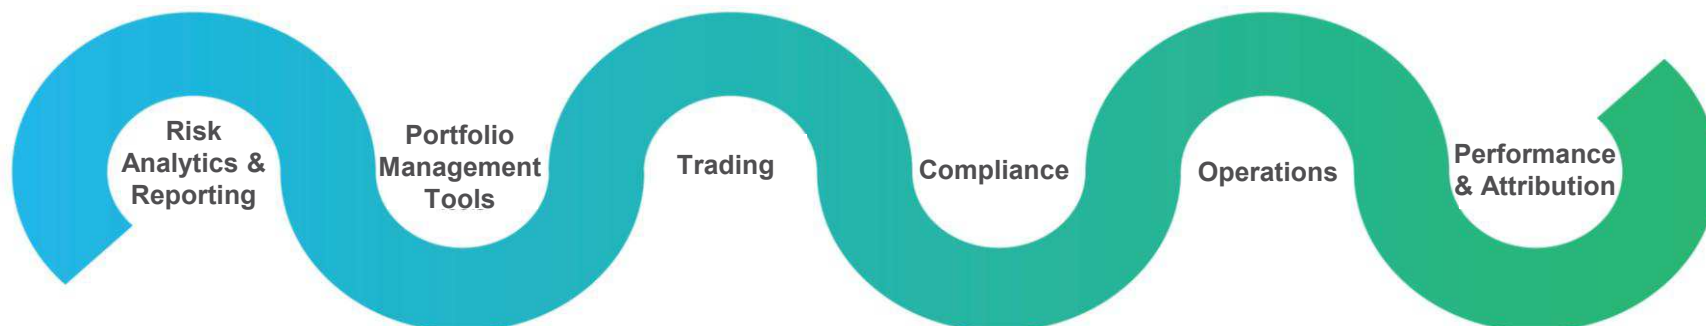 Risk
Analytics &
Reporting
Portfolio
Management
Tools
Trading
Compliance
Operations
Performance
& Attribution